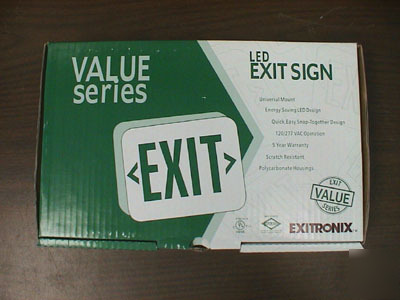 VALUE
series
LED
EXIT SIGN
Universal Mount
Energy Saving LED Design
Quick Easy Snap-Together Design
120/277 VAC Operation
5 Year Warranty
Scratch Resistant
Polycarbonate Housings
<EXIT>
EXIT
VALUE
SERIES
EXITRONIX